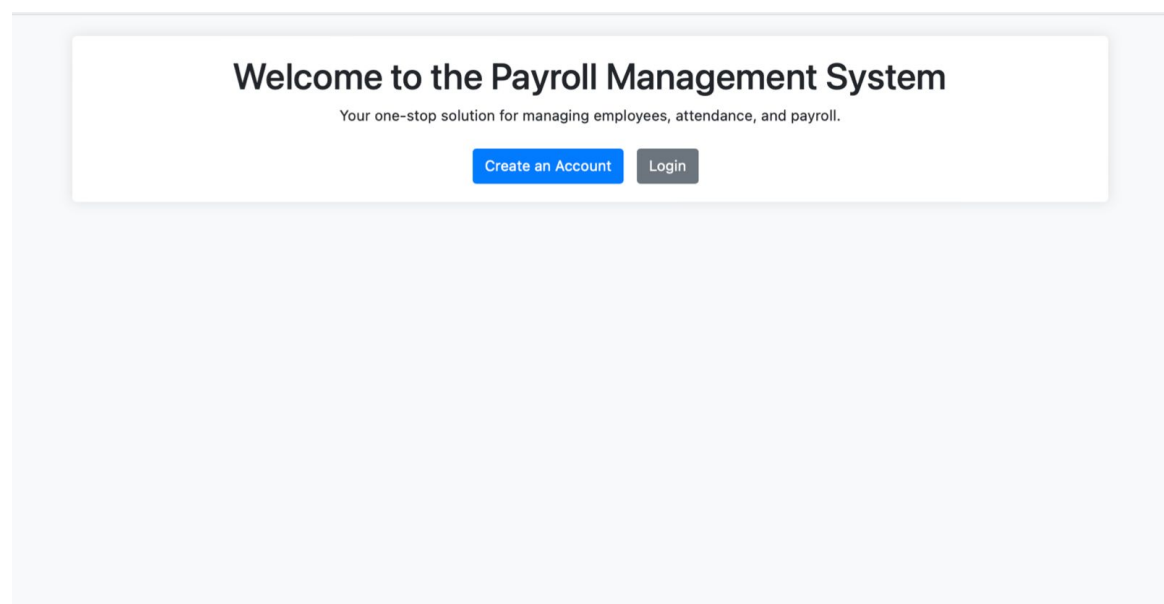 Welcome to the Payroll Management System
Your one-stop solution for managing employees, attendance, and payroll.
Create an Account Login